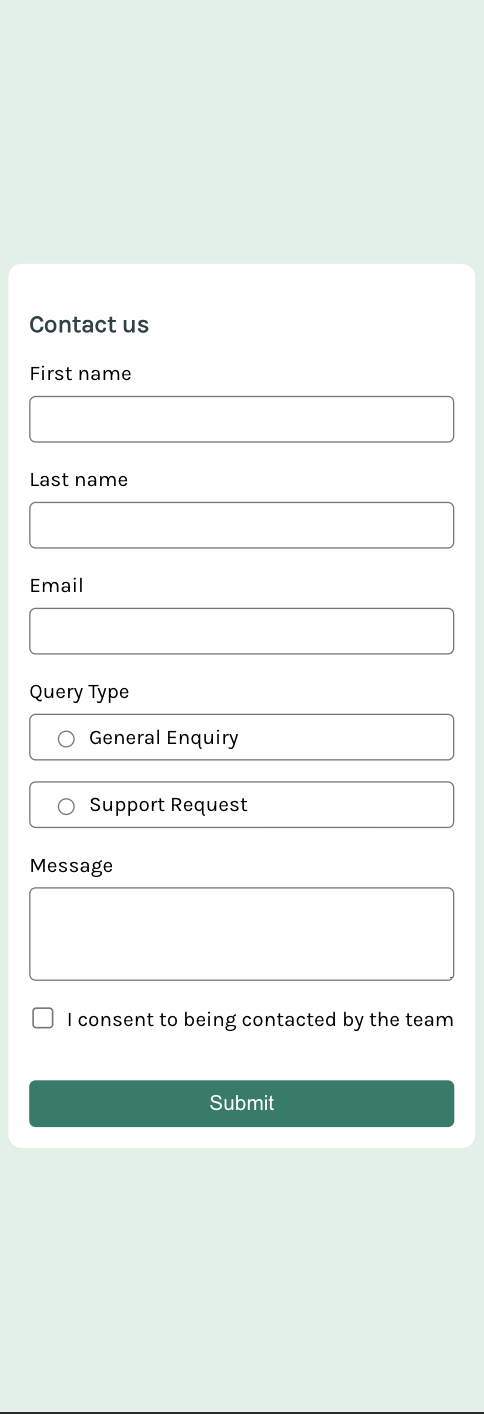 Contact us
First name
Last name
Email
Query Type
General Enquiry
Support Request
Message
I consent to being contacted by the team
Submit